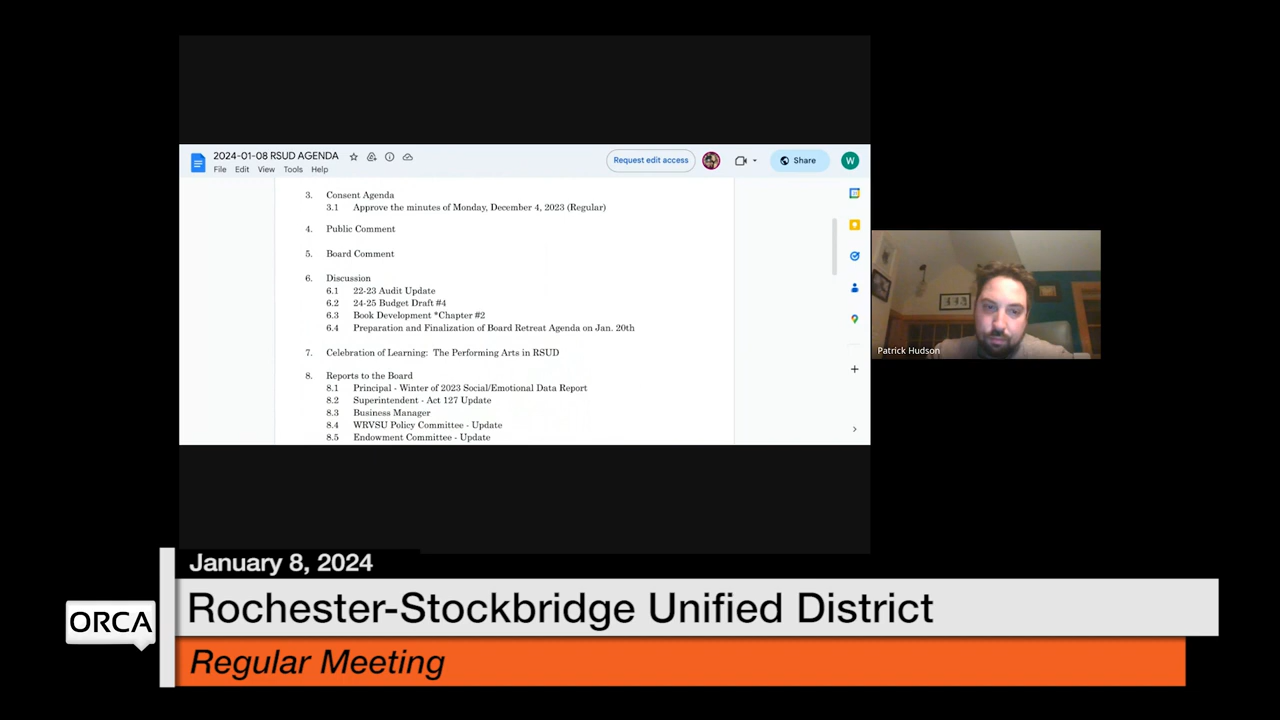 2024-01-08 RSUD AGENDA
File Edit View Tools Help
Request edit access
Share
W
3. Consent Agenda
3.1 Approve the minutes of Monday, December 4, 2023 (Regular)
4. Public Comment
5. Board Comment
6. Discussion
6.1 22-23 Audit Update
6.2 24-25 Budget Draft #4
6.3 Book Development *Chapter #2
6.4 Preparation and Finalization of Board Retreat Agenda on Jan. 20th
7. Celebration of Learning: The Performing Arts in RSUD
8. Reports to the Board
8.1 Principal - Winter of 2023 Social/Emotional Data Report
8.2 Superintendent - Act 127 Update
8.3 Business Manager
8.4 WRVSU Policy Committee - Update
8.5 Endowment Committee - Update
Patrick Hudson
January 8, 2024
Rochester-Stockbridge Unified District
ORCA
Regular Meeting